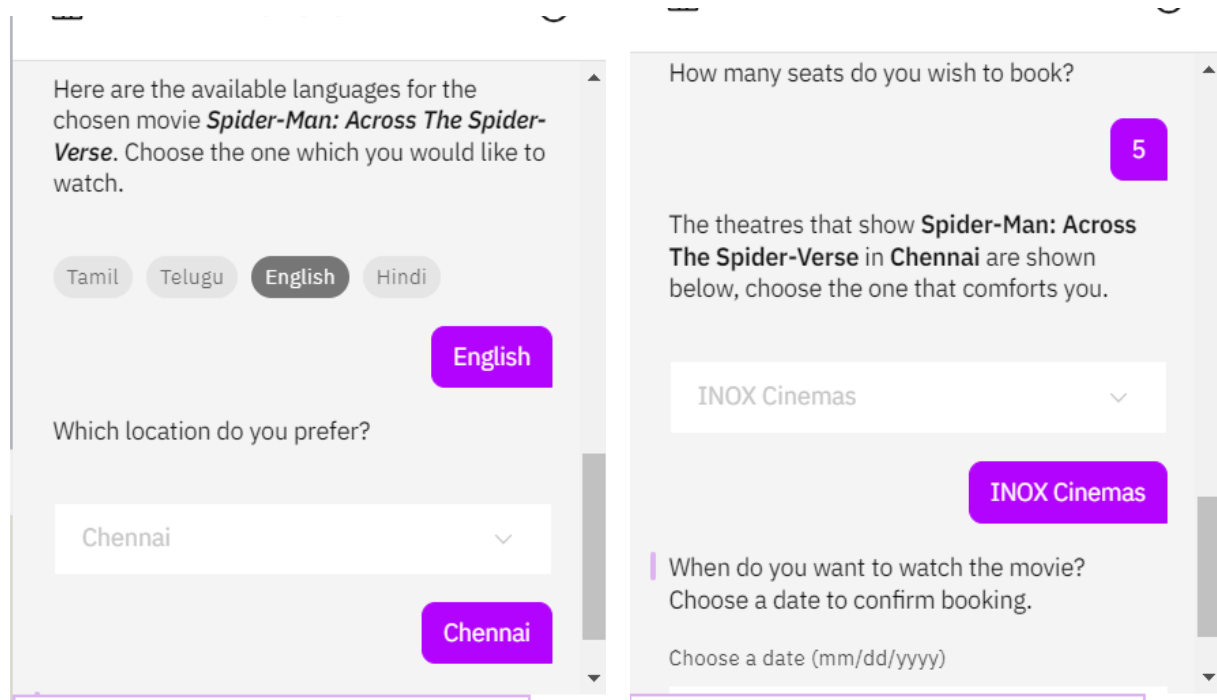 Here are the available languages for the
chosen movie Spider-Man: Across The Spider-
Verse. Choose the one which you would like to
watch.
Tamil Telugu English Hindi
English
Which location do you prefer?
Chennai
Chennai
How many seats do you wish to book?
5
The theatres that show Spider-Man: Across
The Spider-Verse in Chennai are shown
below, choose the one that comforts you.
INOX Cinemas
INOX Cinemas
When do you want to watch the movie?
Choose a date to confirm booking.
Choose a date (mm/dd/yyyy)